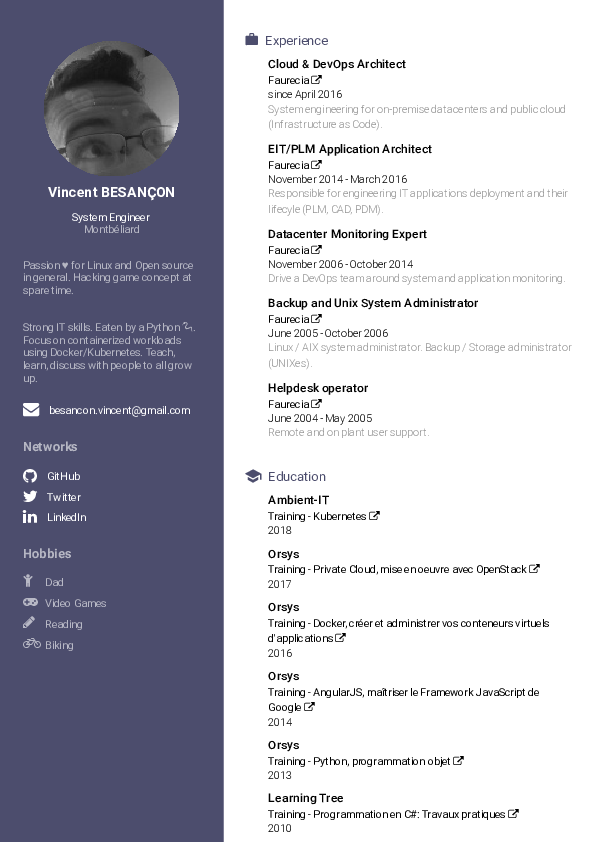 Vincent BESANÇON
System Engineer
Montbéliard
Passion ♥ for Linux and Open source
in general. Hacking game concept at
spare time.
Strong IT skills. Eaten by a Python 🐍.
Focus on containerized workloads
using Docker/Kubernetes. Teach,
learn, discuss with people to all grow
up.
besancon.vincent@gmail.com
Networks
GitHub
Twitter
LinkedIn
Hobbies
Dad
Video Games
Reading
Biking
Experience
Cloud & DevOps Architect
Faurecia
since April 2016
System engineering for on-premise datacenters and public cloud
(Infrastructure as Code).
EIT/PLM Application Architect
Faurecia
November 2014 - March 2016
Responsible for engineering IT applications deployment and their
lifecyle (PLM, CAD, PDM).
Datacenter Monitoring Expert
Faurecia
November 2006 - October 2014
Drive a DevOps team around system and application monitoring.
Backup and Unix System Administrator
Faurecia
June 2005 - October 2006
Linux / AIX system administrator. Backup / Storage administrator
(UNIXes).
Helpdesk operator
Faurecia
June 2004 - May 2005
Remote and on plant user support.
Education
Ambient-IT
Training - Kubernetes
2018
Orsys
Training - Private Cloud, mise en oeuvre avec OpenStack
2017
Orsys
Training - Docker, créer et administrer vos conteneurs virtuels
d'applications
2016
Orsys
Training - AngularJS, maîtriser le Framework JavaScript de
Google
2014
Orsys
Training - Python, programmation objet
2013
Learning Tree
Training - Programmation en C# : Travaux pratiques
2010